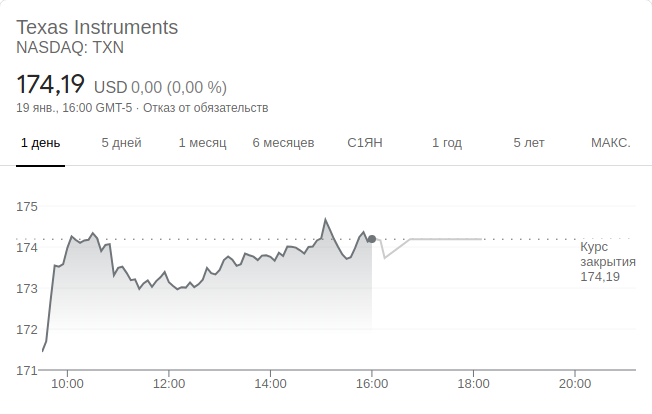 Texas Instruments
NASDAQ: TXN
174,19 USD 0,00 (0,00 %)
19 янв., 16:00 GMT-5 · Отказ от обязательств
1 день 5 дней 1 месяц 6 месяцев С1ЯН 1 год 5 лет МАКС.
175
174
173
172
171
Курс
закрытия
174,19
10:00 12:00 14:00 16:00 18:00 20:00